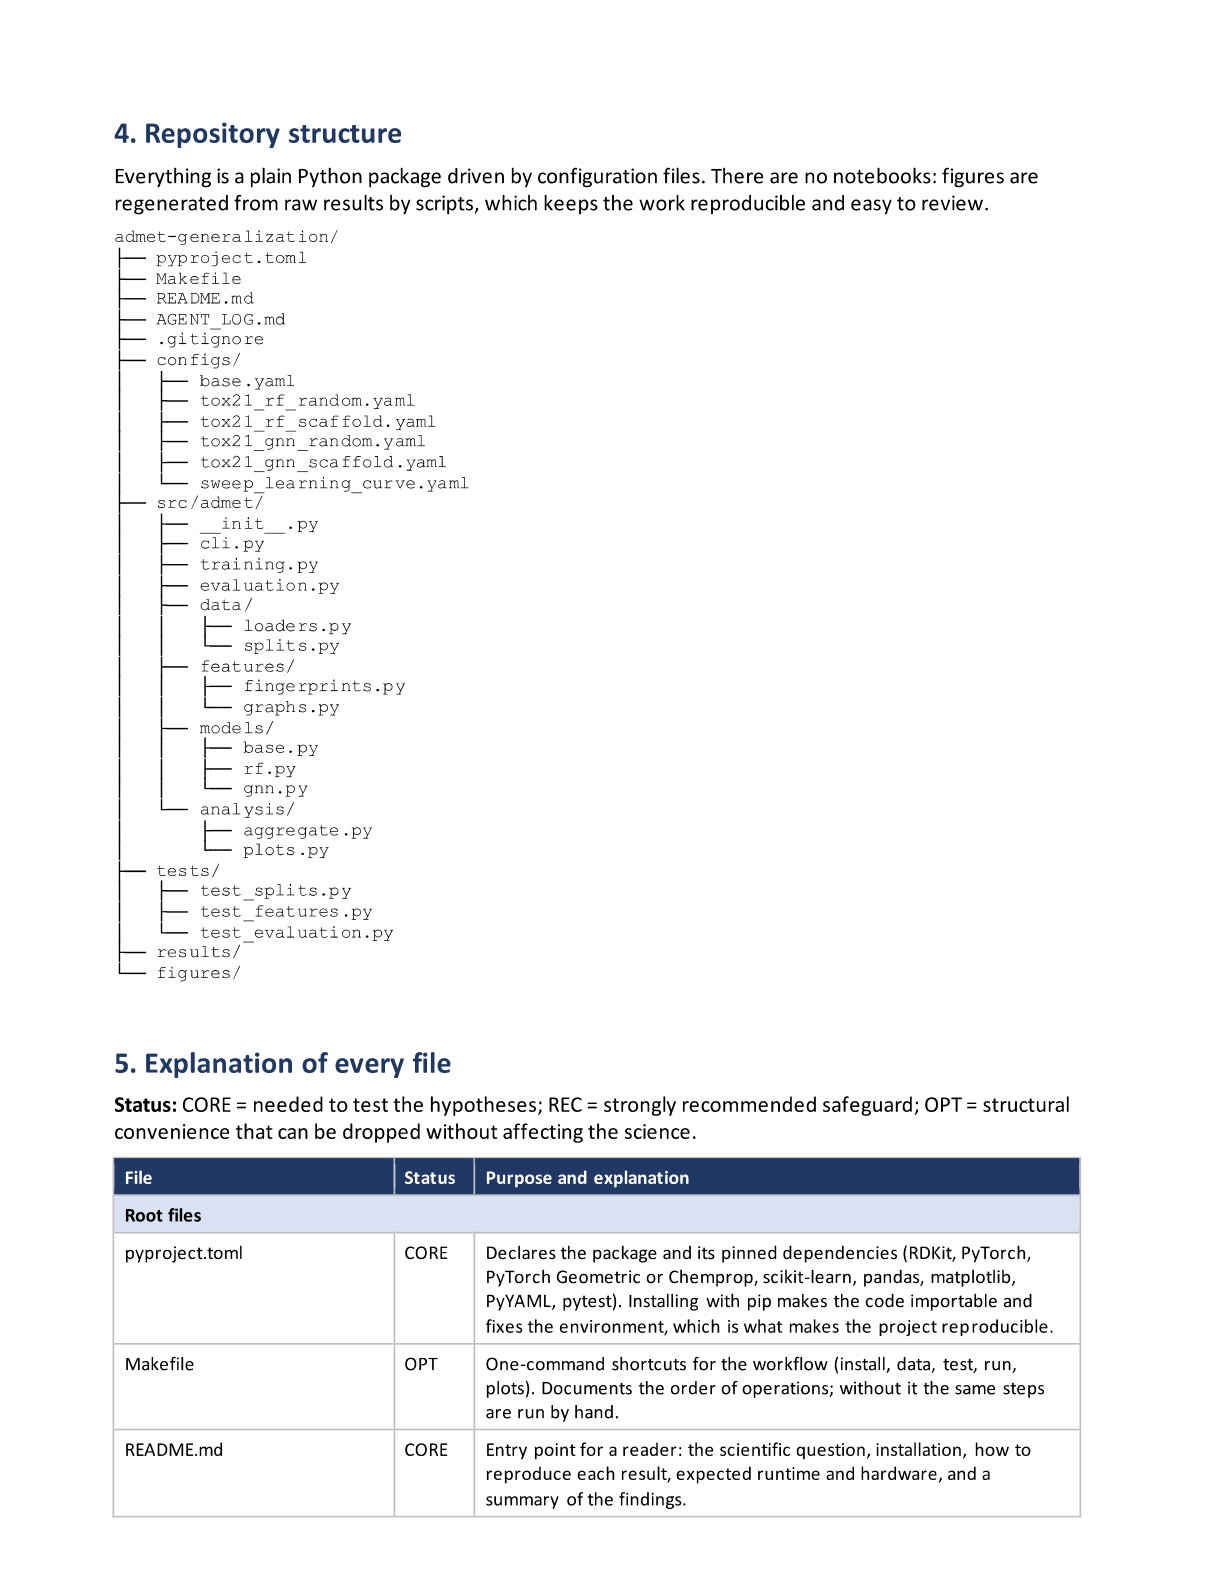 4. Repository structure
Everything is a plain Python package driven by configuration files. There are no notebooks: figures are
regenerated from raw results by scripts, which keeps the work reproducible and easy to review.
admet-generalization/
├── pyproject.toml
├── Makefile
├── README.md
├── AGENT_LOG.md
├── .gitignore
├── configs/
│   ├── base.yaml
│   ├── tox21_rf_random.yaml
│   ├── tox21_rf_scaffold.yaml
│   ├── tox21_gnn_random.yaml
│   ├── tox21_gnn_scaffold.yaml
│   └── sweep_learning_curve.yaml
├── src/admet/
│   ├── __init__.py
│   ├── cli.py
│   ├── training.py
│   ├── evaluation.py
│   ├── data/
│   │   ├── loaders.py
│   │   └── splits.py
│   ├── features/
│   │   ├── fingerprints.py
│   │   └── graphs.py
│   ├── models/
│   │   ├── base.py
│   │   ├── rf.py
│   │   └── gnn.py
│   └── analysis/
│       ├── aggregate.py
│       └── plots.py
├── tests/
│   ├── test_splits.py
│   ├── test_features.py
│   └── test_evaluation.py
├── results/
└── figures/
5. Explanation of every file
Status: CORE = needed to test the hypotheses; REC = strongly recommended safeguard; OPT = structural
convenience that can be dropped without affecting the science.
File Status Purpose and explanation
Root files
pyproject.toml CORE Declares the package and its pinned dependencies (RDKit, PyTorch,
PyTorch Geometric or Chemprop, scikit-learn, pandas, matplotlib,
PyYAML, pytest). Installing with pip makes the code importable and
fixes the environment, which is what makes the project reproducible.
Makefile OPT One-command shortcuts for the workflow (install, data, test, run,
plots). Documents the order of operations; without it the same steps
are run by hand.
README.md CORE Entry point for a reader: the scientific question, installation, how to
reproduce each result, expected runtime and hardware, and a
summary of the findings.